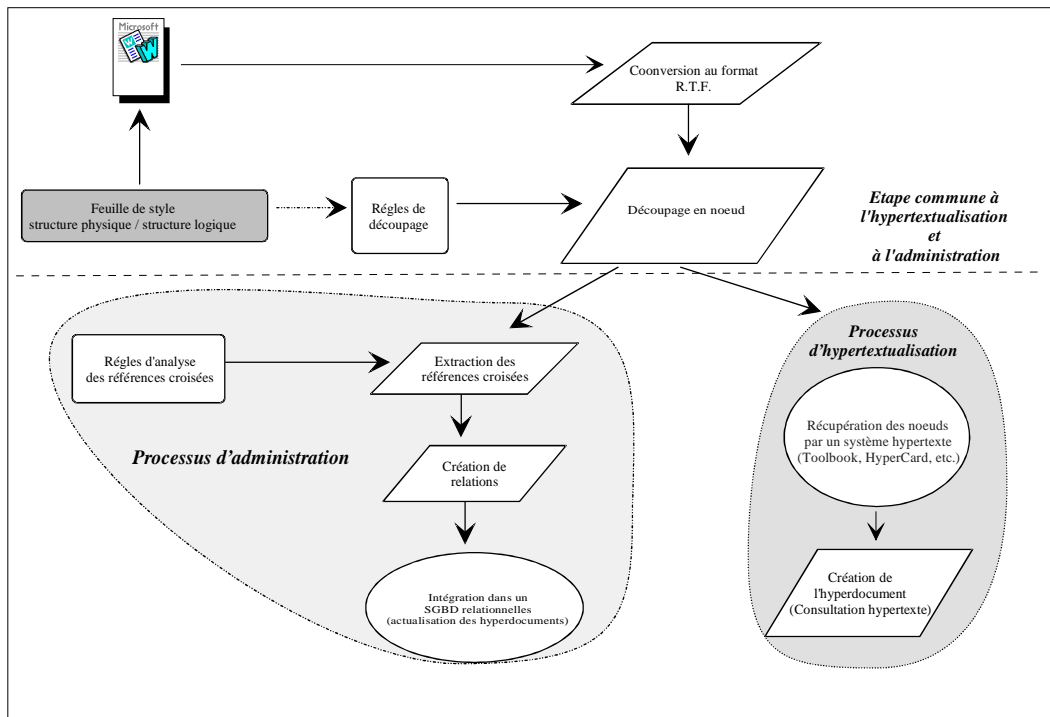 Microsoft
W
W
Coonversion au format
R.T.F.
Feuille de style
structure physique / structure logique
Régles de
découpage
Découpage en noeud
Etape commune à
l'hypertextualisation
et
à l'administration
Régles d'analyse
des références croisées
Extraction des
références croisées
Processus d'administration
Création de
relations
Intégration dans un
SGBD relationnelles
(actualisation des hyperdocuments)
Processus
d'hypertextualisation
Récupération des noeuds
par un système hypertexte
(Toolbook, HyperCard, etc.)
Création de
l'hyperdocument
(Consultation hypertexte)